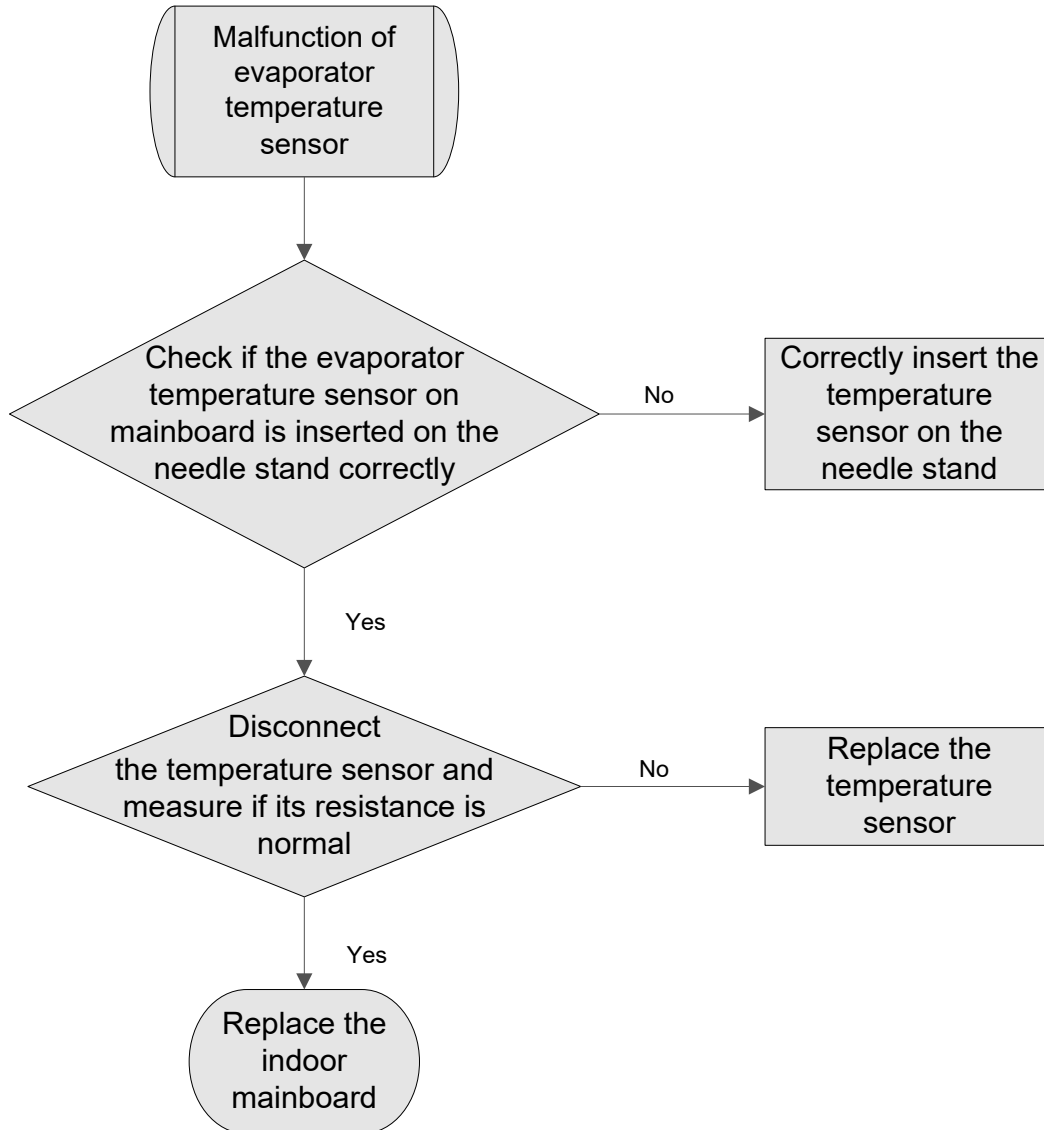 Malfunction of
evaporator
temperature
sensor
Check if the evaporator
temperature sensor on
mainboard is inserted on the
needle stand correctly
No
Correctly insert the
temperature
sensor on the
needle stand
Yes
Disconnect
the temperature sensor and
measure if its resistance is
normal
No
Replace the
temperature
sensor
Yes
Replace the
indoor
mainboard